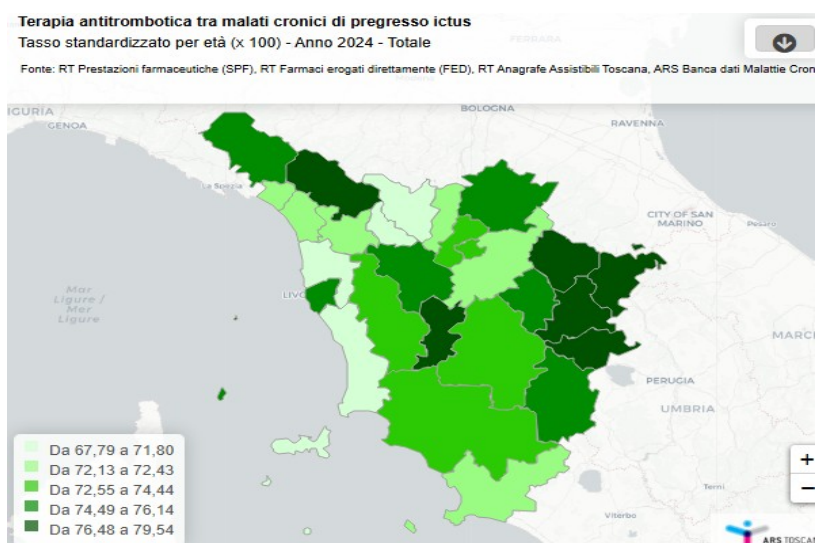 Terapia antitrombotica tra malati cronici di pregresso ictus
Tasso standardizzato per età (x 100) - Anno 2024 - Totale
Fonte: RT Prestazioni farmaceutiche (SPF), RT Farmaci erogati direttamente (FED), RT Anagrafe Assistibili Toscana, ARS Banca dati Malattie Cron
FERRARA
BOLOGNA
IGURIA
GENOA
RAVENNA
La Spezia
CITY OF SAN
MARINO
Pesaro
Mar
Ligure /
Mer
Ligure
LIVO
MARC
PERUGIA
UMBRIA
Terni
Viterbo
Da 67,79 a 71,80
Da 72,13 a 72,43
Da 72,55 a 74,44
Da 74,49 a 76,14
Da 76,48 a 79,54
+
−
ARS TOSCAN